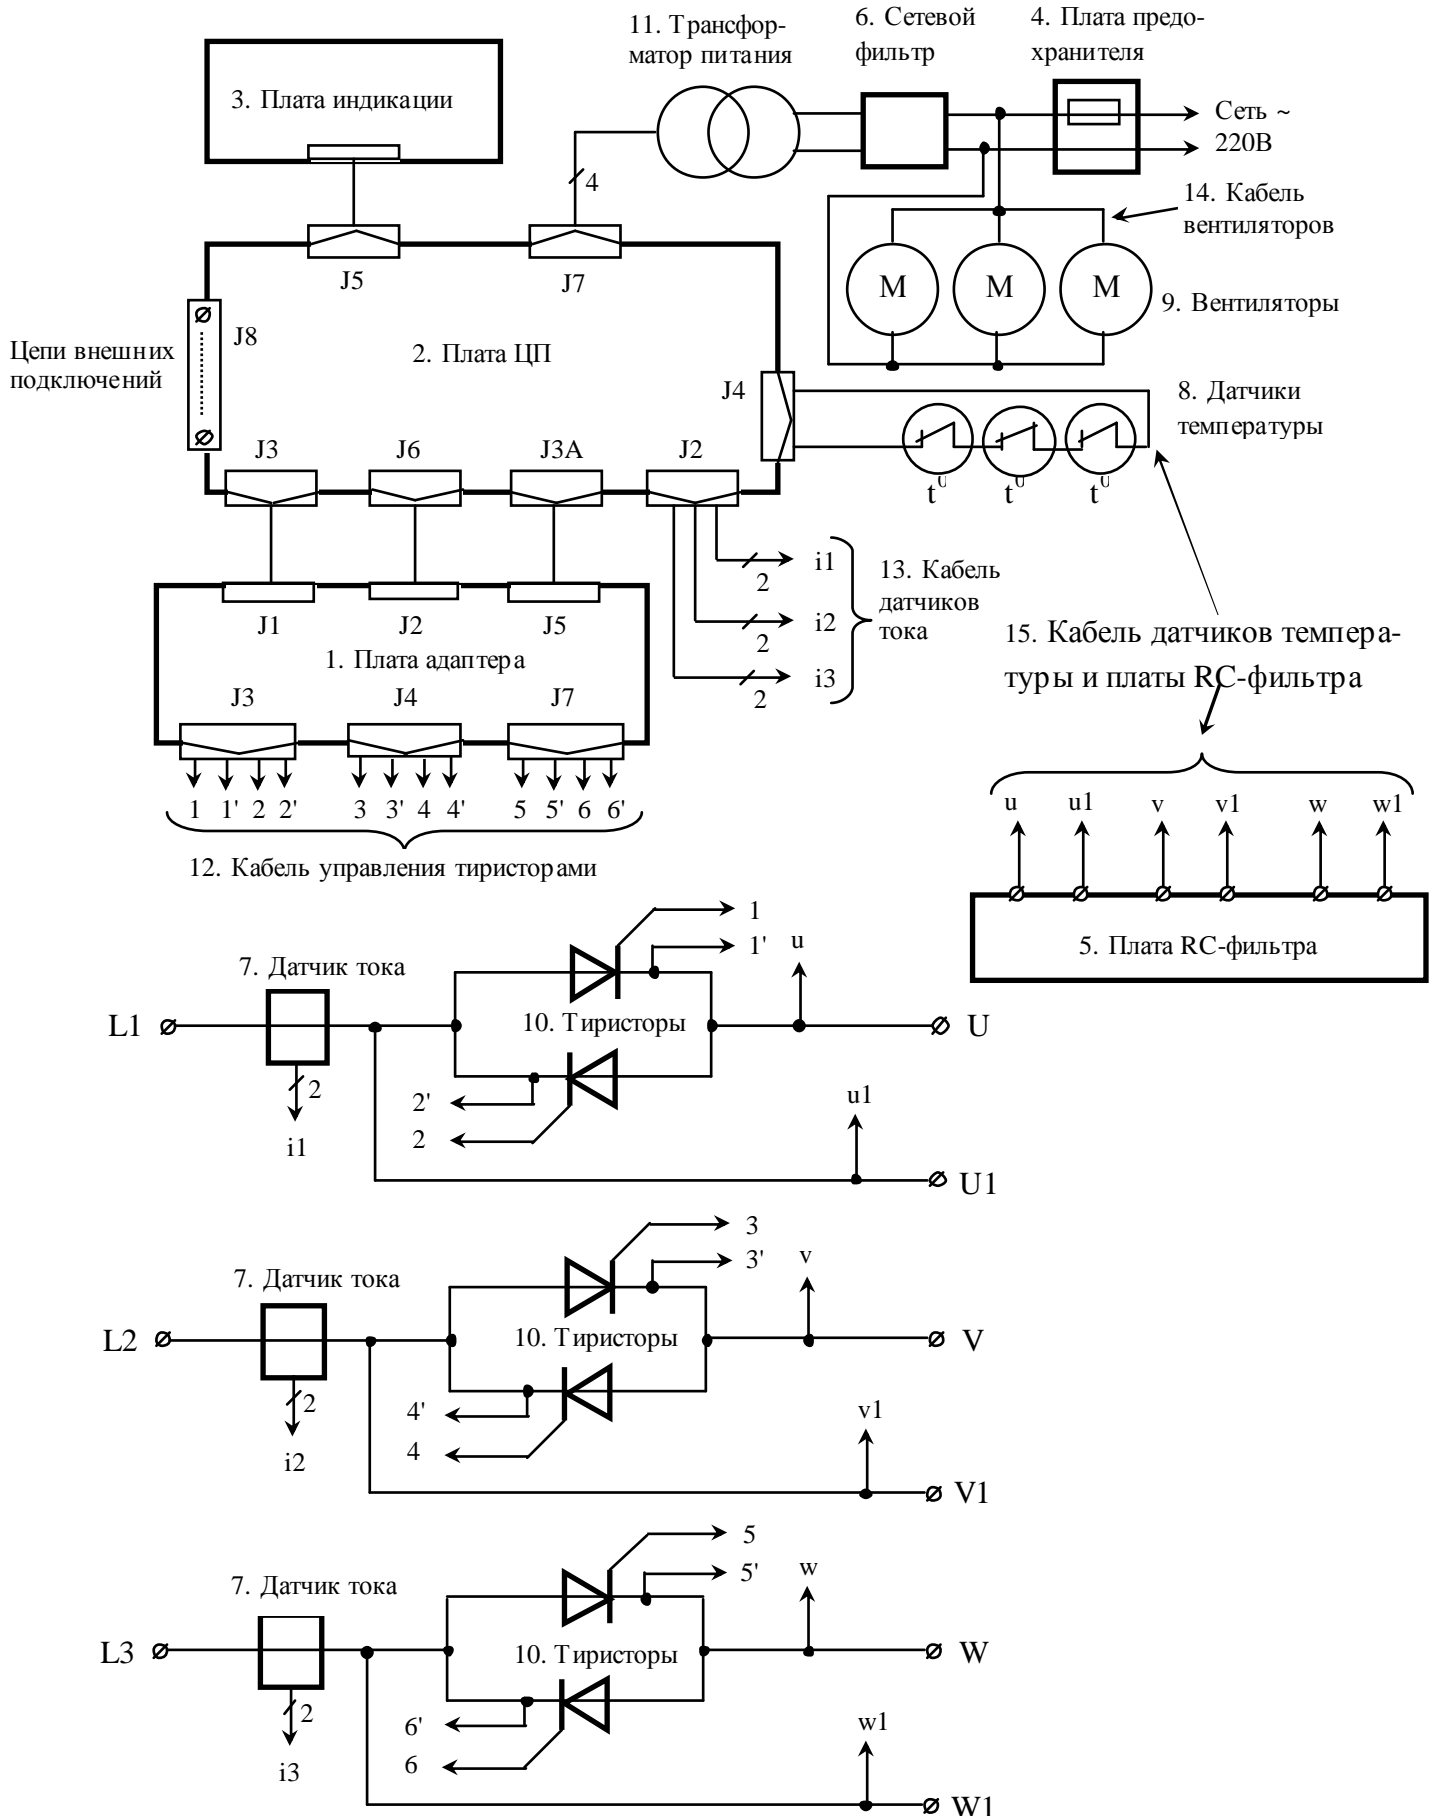 11. Трансфор-
матор питания
6. Сетевой
фильтр
4. Плата предо-
хранителя
3. Плата индикации
Сеть ~
220В
4
14. Кабель
вентиляторов
J5
J7
M
M
M
9. Вентиляторы
Цепи внешних
подключений
J8
2. Плата ЦП
J4
8. Датчики
температуры
J3
J6
J3A
J2
t⁰
t⁰
t⁰
2
i1
2
i2
2
i3
13. Кабель
датчиков
тока
J1
J2
J5
1. Плата адаптера
J3
J4
J7
15. Кабель датчиков темпера-
туры и платы RC-фильтра
1 1' 2 2' 3 3' 4 4' 5 5' 6 6'
12. Кабель управления тиристорами
u u1 v v1 w w1
5. Плата RC-фильтра
1
1'
u
7. Датчик тока
L1
10. Тиристоры
U
2
i1
2'
2
u1
U1
3
3'
v
7. Датчик тока
L2
10. Тиристоры
V
2
i2
4'
4
v1
V1
5
5'
w
7. Датчик тока
L3
10. Тиристоры
W
2
i3
6'
6
w1
W1